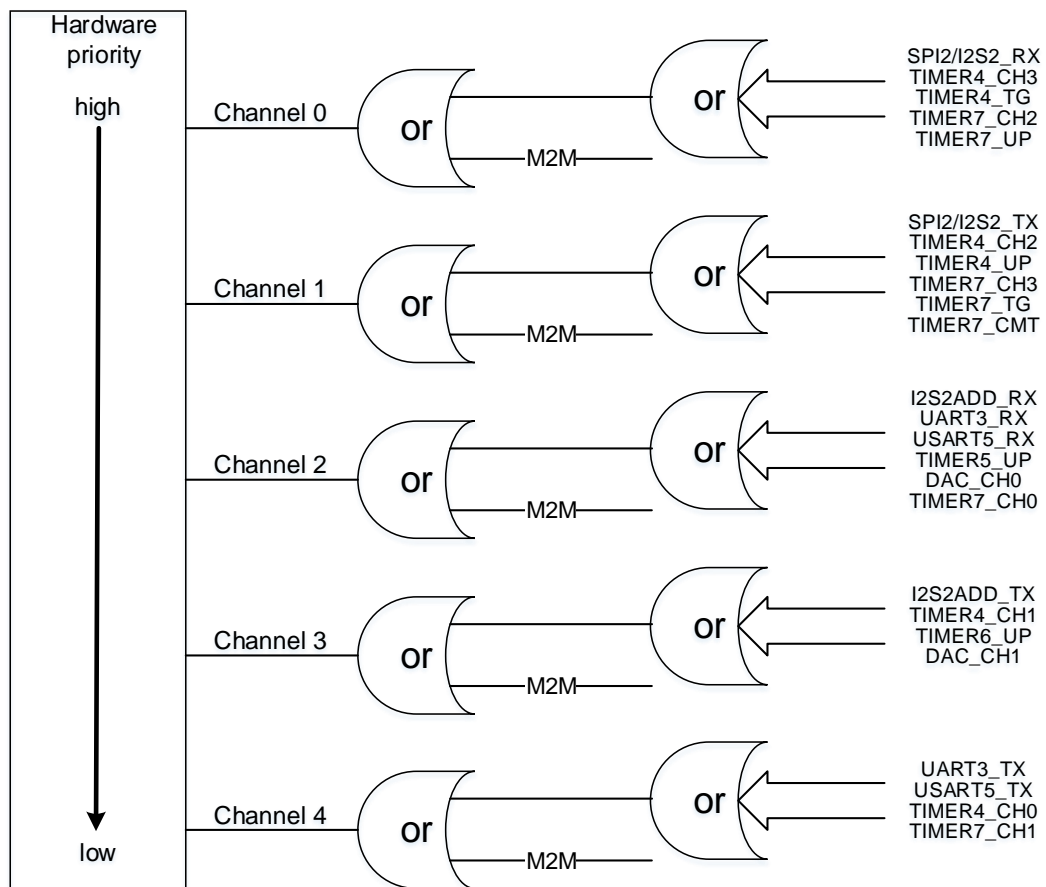 Hardware
priority
high
low
Channel 0
or
M2M
or
SPI2/I2S2_RX
TIMER4_CH3
TIMER4_TG
TIMER7_CH2
TIMER7_UP
Channel 1
or
M2M
or
SPI2/I2S2_TX
TIMER4_CH2
TIMER4_UP
TIMER7_CH3
TIMER7_TG
TIMER7_CMT
Channel 2
or
M2M
or
I2S2ADD_RX
UART3_RX
USART5_RX
TIMER5_UP
DAC_CH0
TIMER7_CH0
Channel 3
or
M2M
or
I2S2ADD_TX
TIMER4_CH1
TIMER6_UP
DAC_CH1
Channel 4
or
M2M
or
UART3_TX
USART5_TX
TIMER4_CH0
TIMER7_CH1